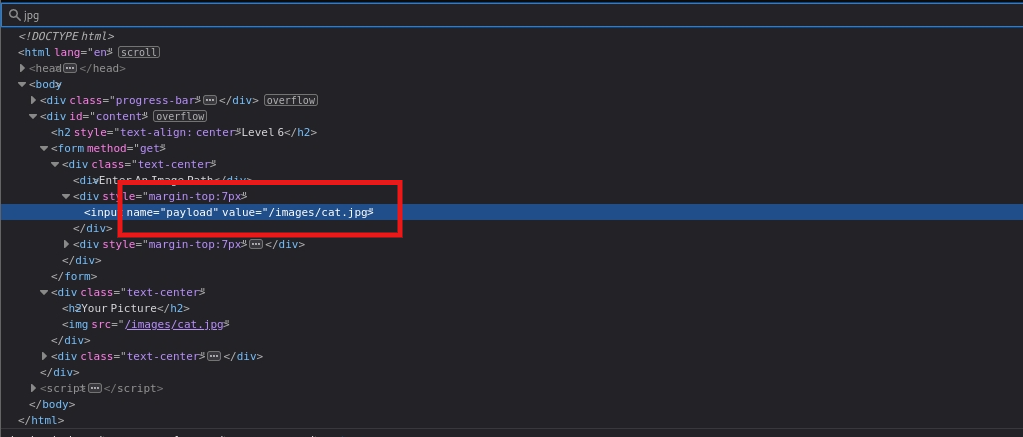 jpg
<!DOCTYPE html>
<html lang="en"> scroll
<head> ••• </head>
<body>
<div class="progress-bar"> ••• </div> overflow
<div id="content"> overflow
<h2 style="text-align: center">Level 6</h2>
<form method="get">
<div class="text-center">
<div>Enter An Image Path</div>
<div style="margin-top:7px">
<input name="payload" value="/images/cat.jpg">
</div>
<div style="margin-top:7px"> ••• </div>
</div>
</form>
<div class="text-center">
<h2>Your Picture</h2>
<img src="/images/cat.jpg">
</div>
<div class="text-center"> ••• </div>
</div>
<script> ••• </script>
</body>
</html>